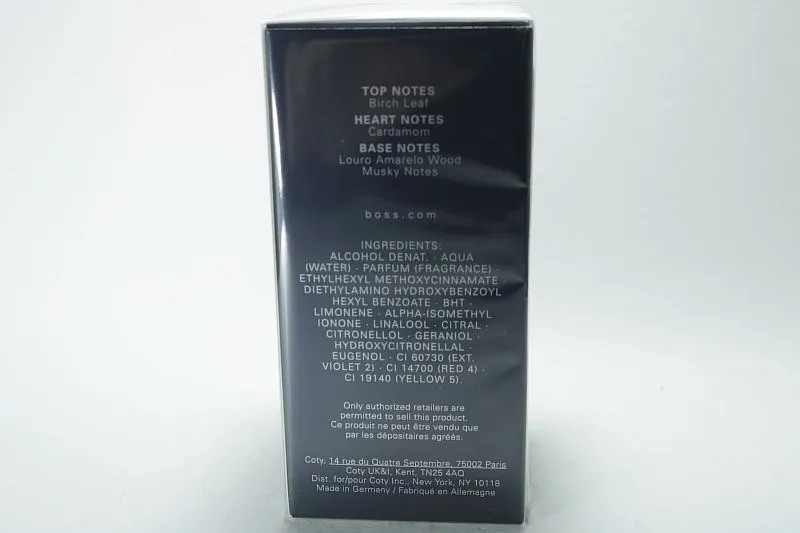 TOP NOTES
Birch Leaf
HEART NOTES
Cardamom
BASE NOTES
Louro Amarelo Wood
Musky Notes
boss.com
INGREDIENTS:
ALCOHOL DENAT. · AQUA
(WATER) · PARFUM (FRAGRANCE) ·
ETHYLHEXYL METHOXYCINNAMATE ·
DIETHYLAMINO HYDROXYBENZOYL
HEXYL BENZOATE · BHT ·
LIMONENE · ALPHA-ISOMETHYL
IONONE · LINALOOL · CITRAL ·
CITRONELLOL · GERANIOL ·
HYDROXYCITRONELLAL ·
EUGENOL · CI 60730 (EXT.
VIOLET 2) · CI 14700 (RED 4) ·
CI 19140 (YELLOW 5).
Only authorized retailers are
permitted to sell this product.
Ce produit ne peut être vendu que
par les dépositaires agréés.
Coty, 14 rue du Quatre Septembre, 75002 Paris
Coty UK&I, Kent, TN25 4AQ
Dist. for/pour Coty Inc., New York, NY 10118
Made in Germany / Fabriqué en Allemagne